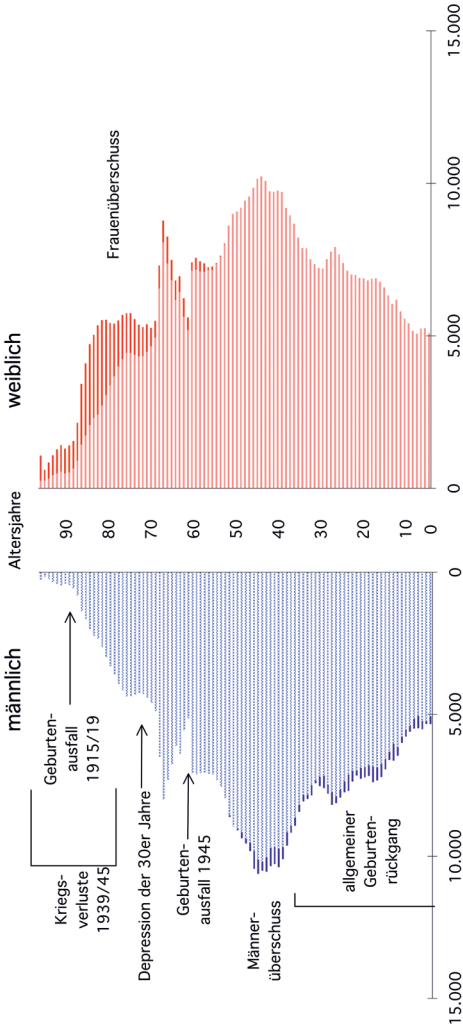 männlich
Altersjahre
weiblich
Kriegs-
verluste
1939/45
Geburten-
ausfall
1915/19
Depression der 30er Jahre
Geburten-
ausfall 1945
Männer-
überschuss
allgemeiner
Geburten-
rückgang
Frauenüberschuss
90
80
70
60
50
40
30
20
10
0
15.000
10.000
5.000
0
0
5.000
10.000
15.000